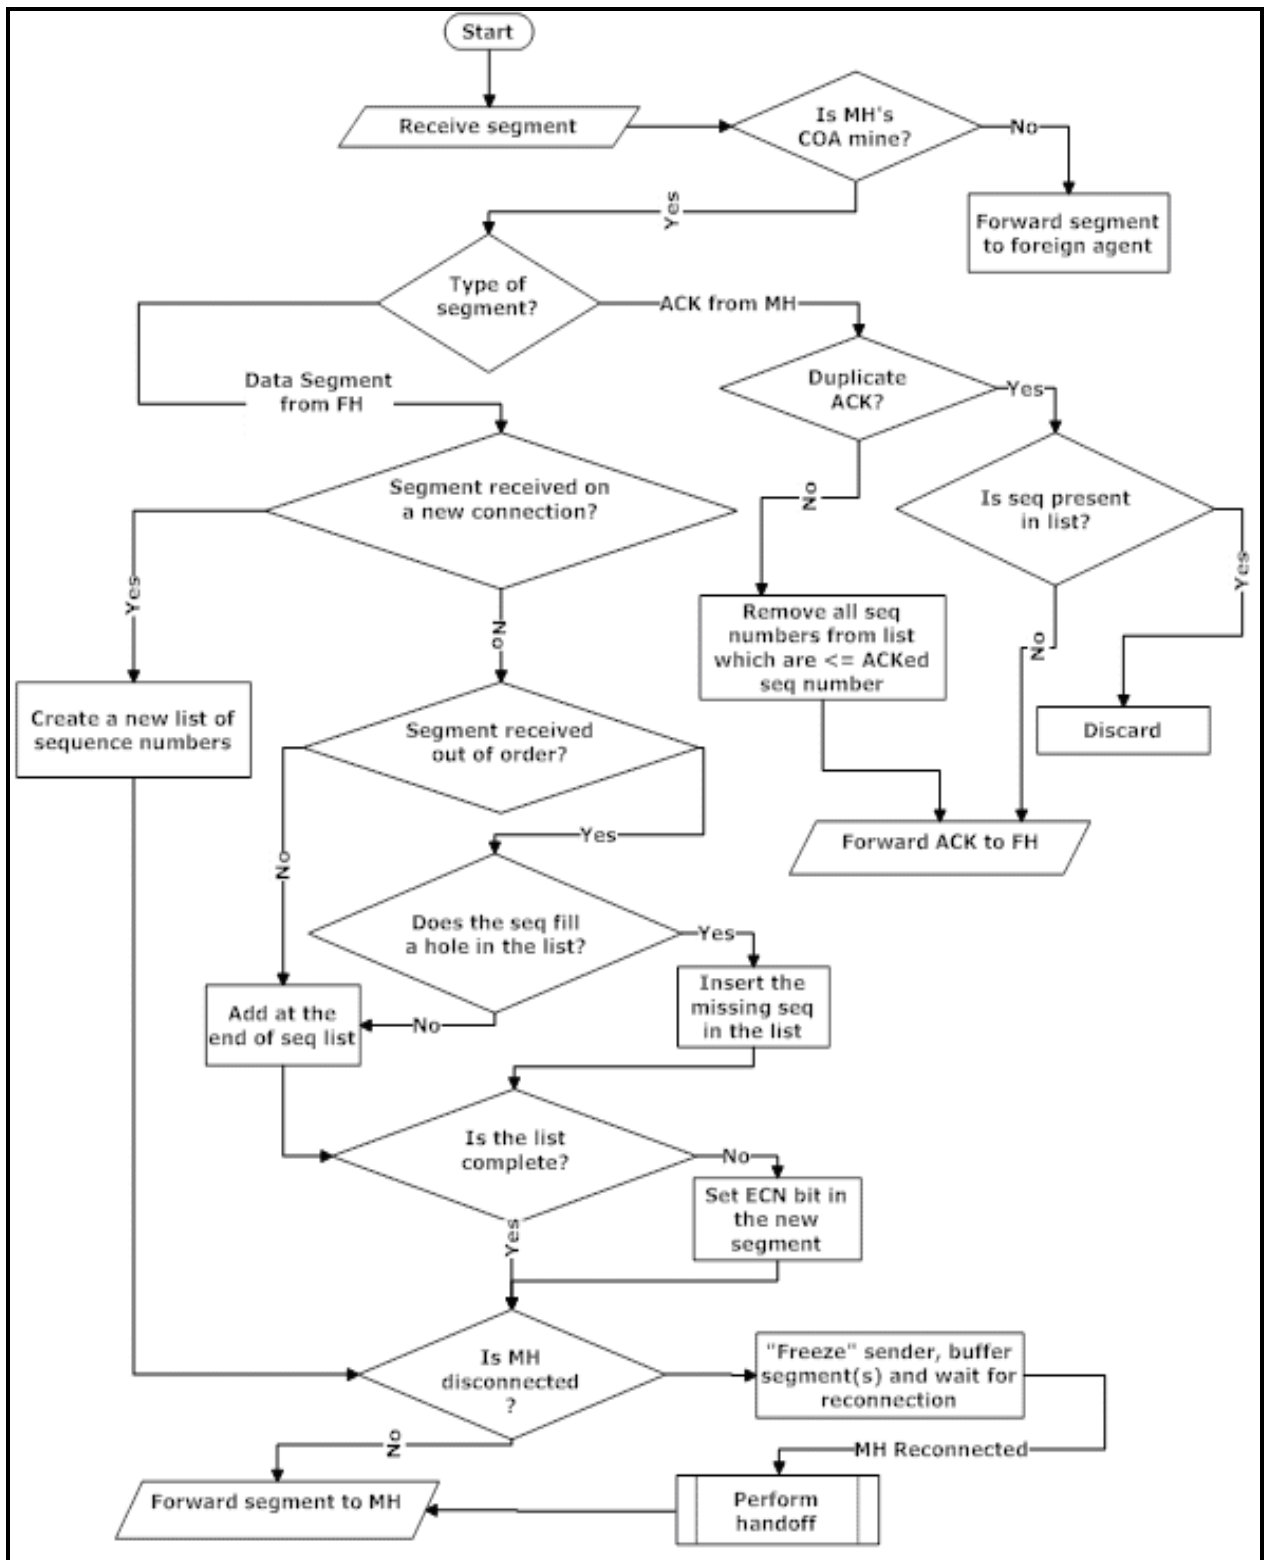 Start
Receive segment
Is MH's
COA mine?
No
Forward segment
to foreign agent
Yes
Type of
segment?
ACK from MH
Data Segment
from FH
Duplicate
ACK?
Yes
No
Is seq present
in list?
Yes
No
Segment received on
a new connection?
Yes
No
Remove all seq
numbers from list
which are <= ACKed
seq number
Discard
Forward ACK to FH
Create a new list of
sequence numbers
Segment received
out of order?
Yes
No
Does the seq fill
a hole in the list?
Yes
No
Insert the
missing seq
in the list
Add at the
end of seq list
Is the list
complete?
No
Yes
Set ECN bit in
the new
segment
Is MH
disconnected
?
"Freeze" sender, buffer
segment(s) and wait for
reconnection
MH Reconnected
No
Forward segment to MH
Perform
handoff